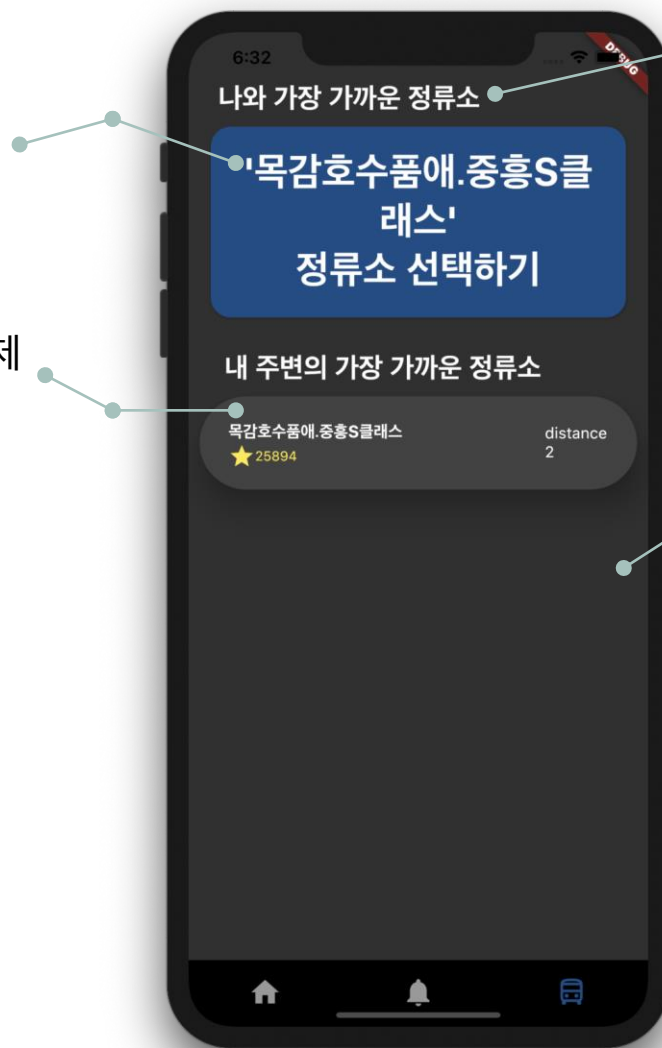 6:32
DEBUG
나와 가장 가까운 정류소
'목감호수품애.중흥S클
래스'
정류소 선택하기
제
내 주변의 가장 가까운 정류소
목감호수품애.중흥S클래스
distance
25894
2